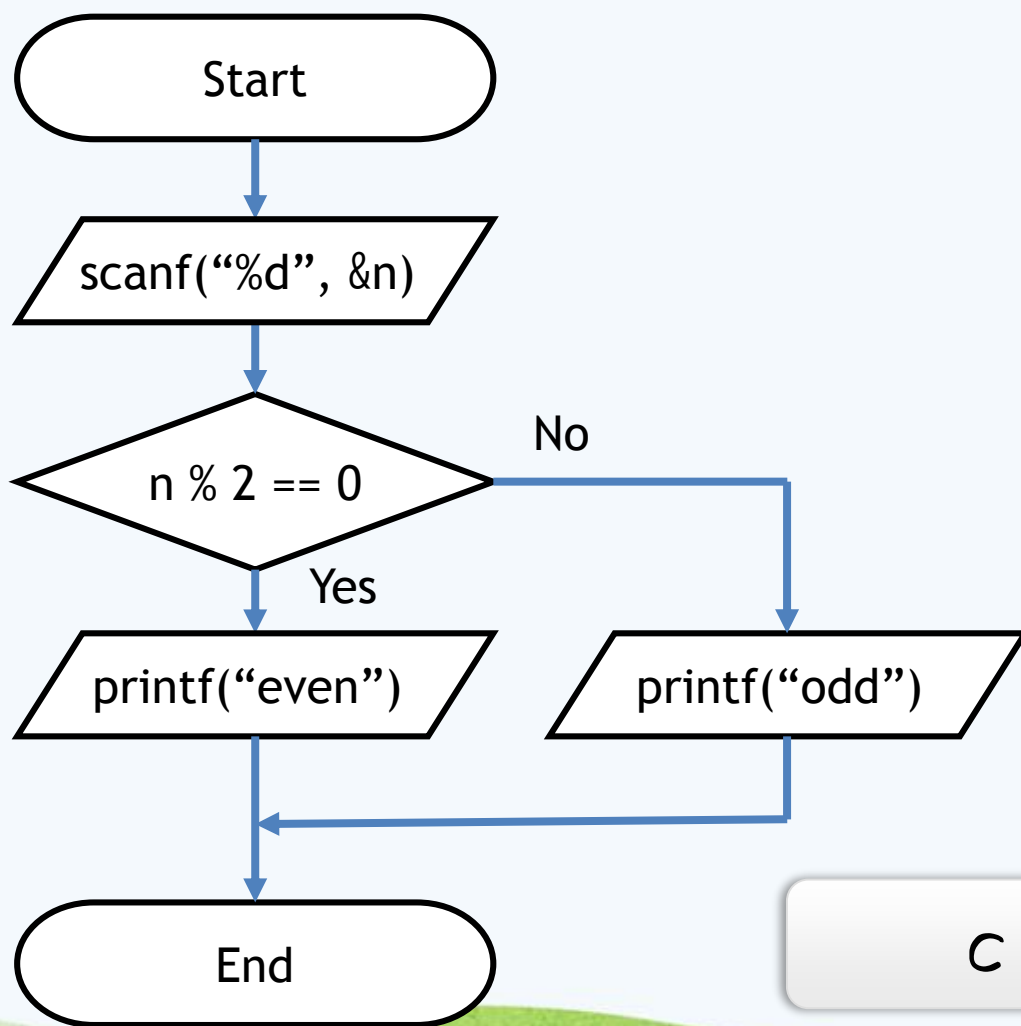 Start
scanf(“%d”, &n)
No
n % 2 == 0
Yes
printf(“even”)
printf(“odd”)
End
C